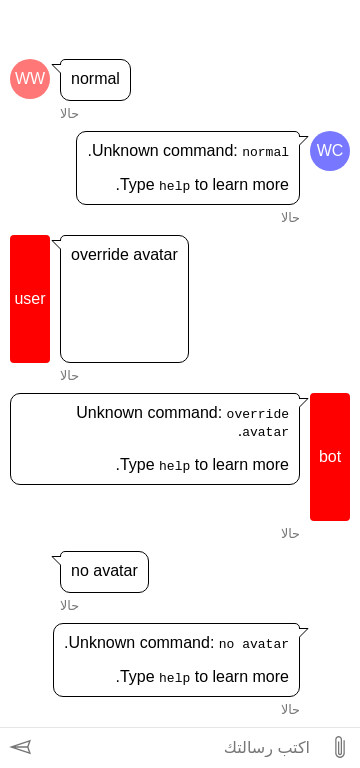 WW
normal
حالا
WC
.Unknown command: normal
.Type help to learn more
حالا
user
override avatar
حالا
bot
Unknown command: override
.avatar
.Type help to learn more
حالا
no avatar
حالا
.Unknown command: no avatar
.Type help to learn more
حالا
اكتب رسالتك